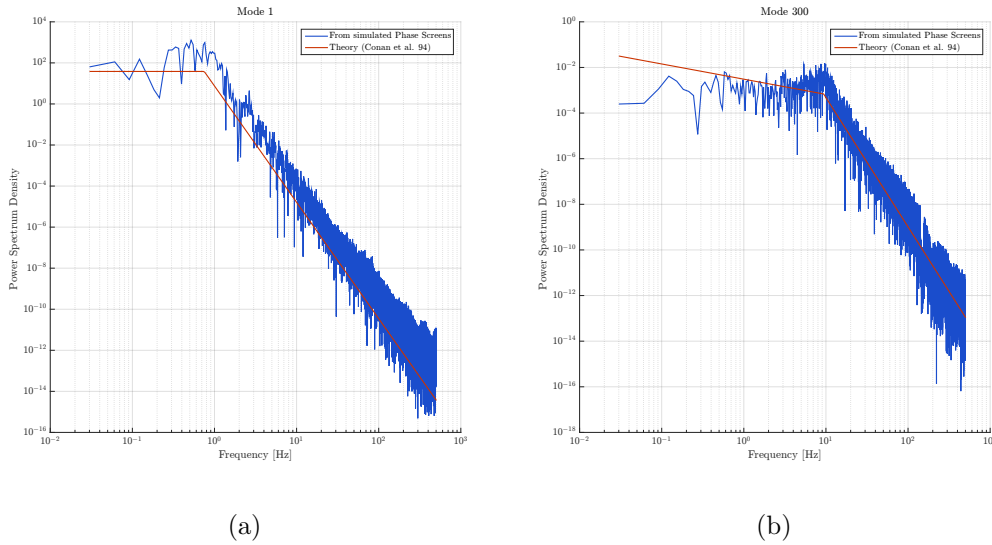 Mode 1
From simulated Phase Screens
Theory (Conan et al. 94)
Power Spectrum Density
10^4
10^2
10^0
10^-2
10^-4
10^-6
10^-8
10^-10
10^-12
10^-14
10^-16
10^-2
10^-1
10^0
10^1
10^2
10^3
Frequency [Hz]
(a)
Mode 300
From simulated Phase Screens
Theory (Conan et al. 94)
Power Spectrum Density
10^0
10^-2
10^-4
10^-6
10^-8
10^-10
10^-12
10^-14
10^-16
10^-18
10^-2
10^-1
10^0
10^1
10^2
10^3
Frequency [Hz]
(b)